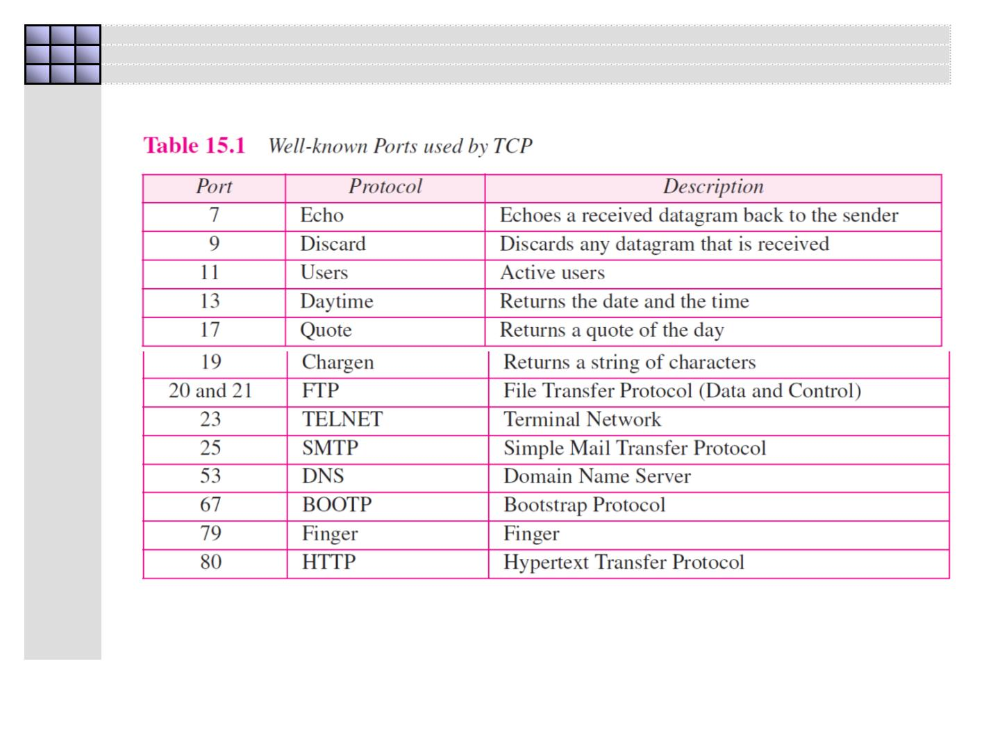 Table 15.1 Well-known Ports used by TCP
Port Protocol Description
7 Echo Echoes a received datagram back to the sender
9 Discard Discards any datagram that is received
11 Users Active users
13 Daytime Returns the date and the time
17 Quote Returns a quote of the day
19 Chargen Returns a string of characters
20 and 21 FTP File Transfer Protocol (Data and Control)
23 TELNET Terminal Network
25 SMTP Simple Mail Transfer Protocol
53 DNS Domain Name Server
67 BOOTP Bootstrap Protocol
79 Finger Finger
80 HTTP Hypertext Transfer Protocol